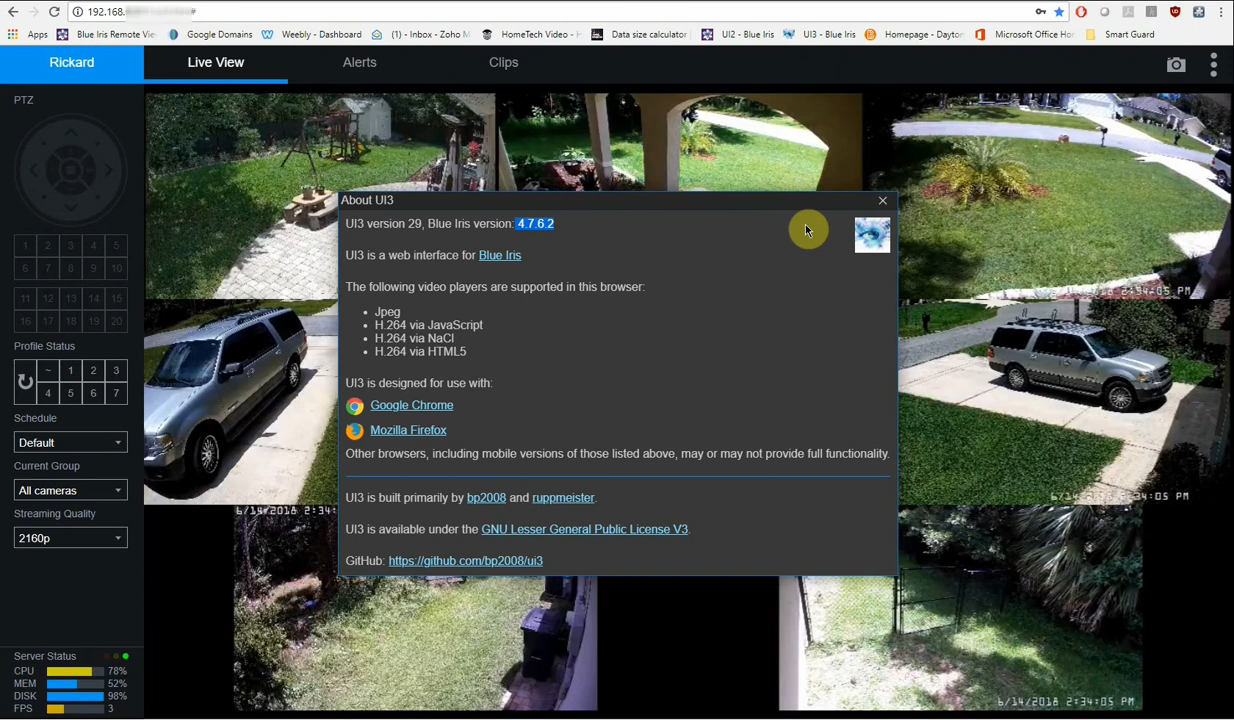 192.168. #
Apps Blue Iris Remote Vie Google Domains Weebly - Dashboard (1) - Inbox - Zoho M HomeTech Video - H Data size calculator UI2 - Blue Iris UI3 - Blue Iris Homepage - Dayton Microsoft Office Hor Smart Guard
Rickard Live View Alerts Clips
PTZ
1 2 3 4 5
6 7 8 9 10
11 12 13 14 15
16 17 18 19 20
Profile Status
~ 1 2 3
4 5 6 7
Schedule
Default
Current Group
All cameras
Streaming Quality
2160p
Server Status
CPU 78%
MEM 52%
DISK 98%
FPS 3
About UI3
UI3 version 29, Blue Iris version: 4.7.6.2
UI3 is a web interface for Blue Iris
The following video players are supported in this browser:
• Jpeg
• H.264 via JavaScript
• H.264 via NaCl
• H.264 via HTML5
UI3 is designed for use with:
Google Chrome
Mozilla Firefox
Other browsers, including mobile versions of those listed above, may or may not provide full functionality.
UI3 is built primarily by bp2008 and ruppmeister.
UI3 is available under the GNU Lesser General Public License V3.
GitHub: https://github.com/bp2008/ui3
6/14/2018 2:34:05 PM
6/14/2018 2:34:05 PM
6/14/2018 2:34:05 PM